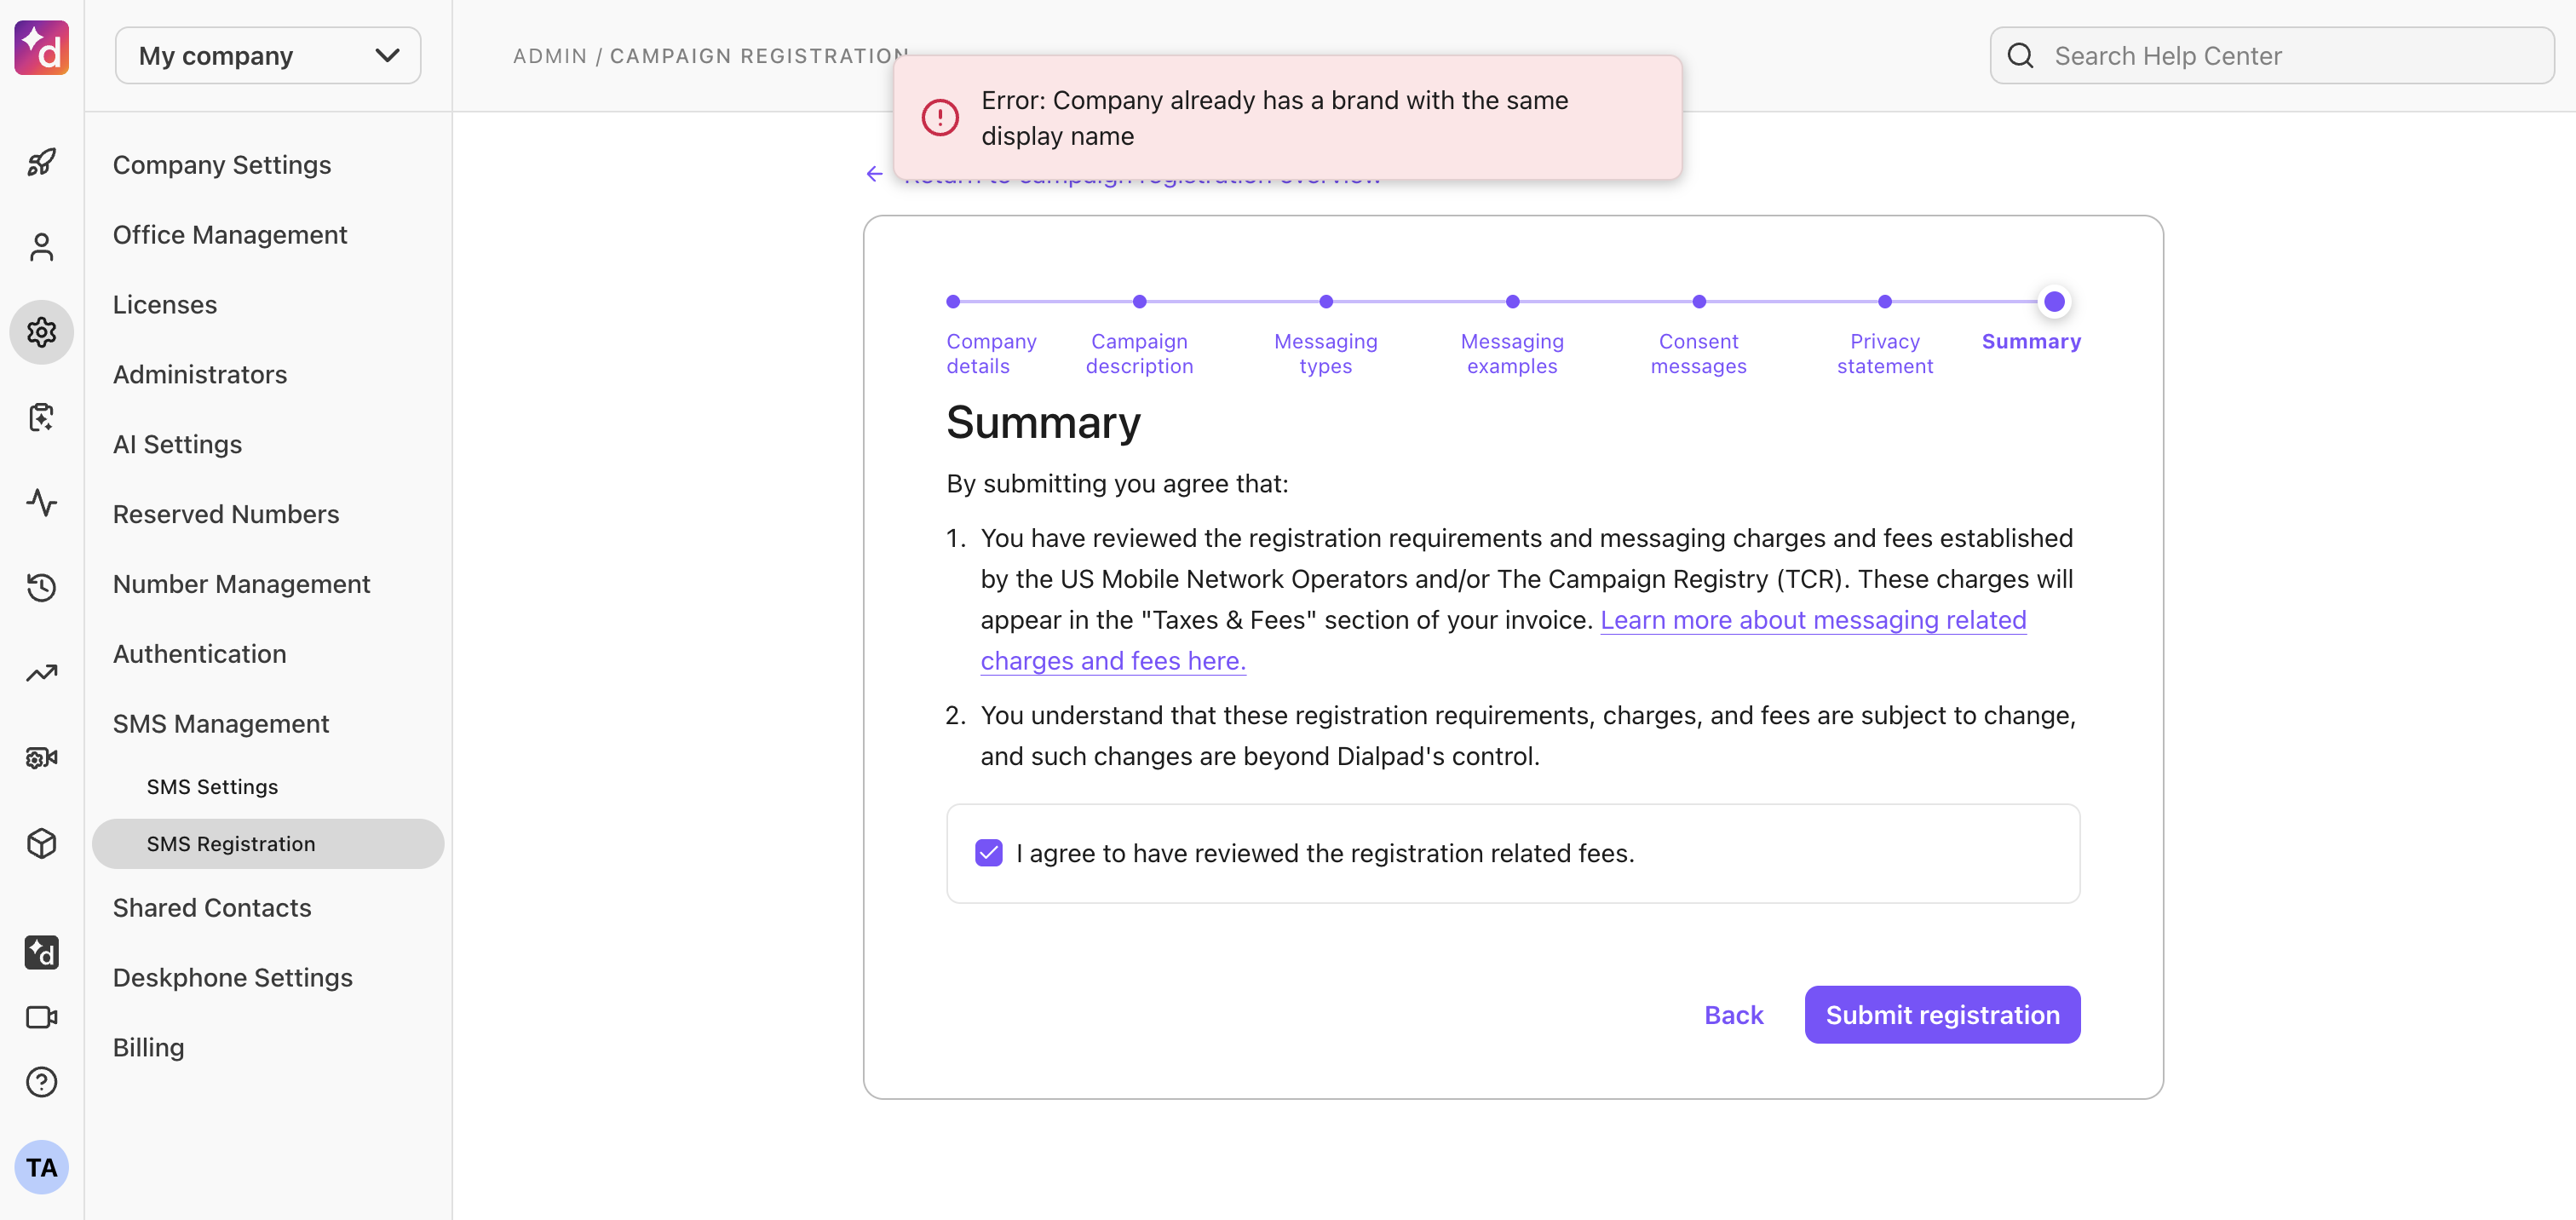 d
My company
ADMIN / CAMPAIGN REGISTRATION
Search Help Center
Error: Company already has a brand with the same
display name
Return to campaign registration overview
Company Settings
Office Management
Licenses
Administrators
AI Settings
Reserved Numbers
Number Management
Authentication
SMS Management
SMS Settings
SMS Registration
Shared Contacts
Deskphone Settings
Billing
d
TA
Company
details
Campaign
description
Messaging
types
Messaging
examples
Consent
messages
Privacy
statement
Summary
Summary
By submitting you agree that:
1. You have reviewed the registration requirements and messaging charges and fees established
by the US Mobile Network Operators and/or The Campaign Registry (TCR). These charges will
appear in the "Taxes & Fees" section of your invoice. Learn more about messaging related
charges and fees here.
2. You understand that these registration requirements, charges, and fees are subject to change,
and such changes are beyond Dialpad's control.
I agree to have reviewed the registration related fees.
Back
Submit registration